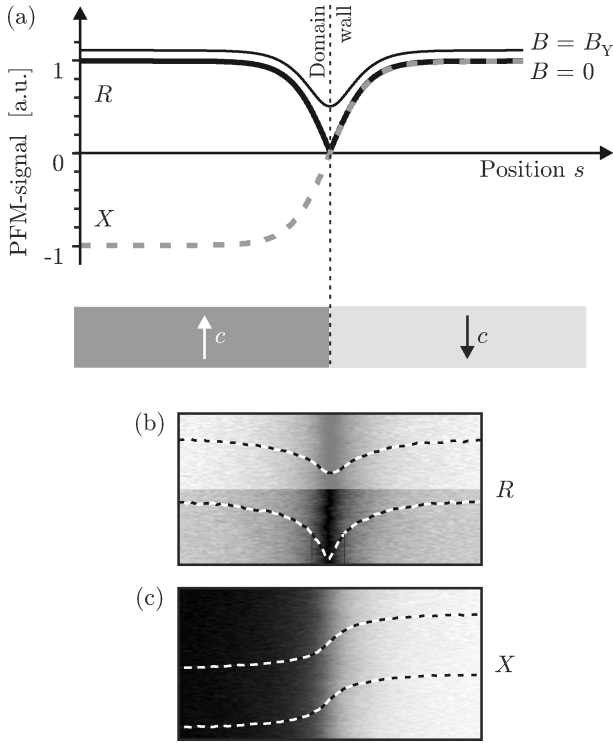 (a)
Domain
wall
B = B_Y
B = 0
1
R
PFM-signal [a.u.]
0
Position s
X
-1
c
c
(b)
R
(c)
X